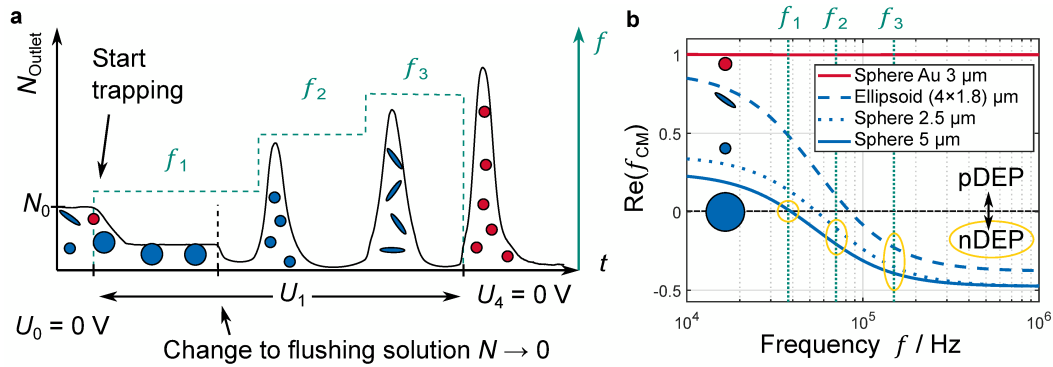 a
N_Outlet
Start
trapping
f_1
f_2
f_3
f
N_0
t
U_1
U_4 = 0 V
U_0 = 0 V
Change to flushing solution N → 0
b
f_1 f_2 f_3
Sphere Au 3 µm
Ellipsoid (4×1.8) µm
Sphere 2.5 µm
Sphere 5 µm
pDEP
nDEP
Re(f_CM)
1
0.5
0
-0.5
10^4 10^5 10^6
Frequency f / Hz